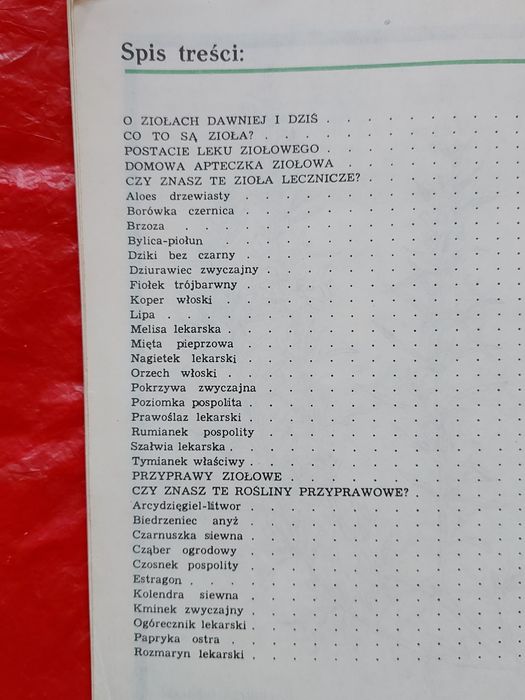 Spis treści:
O ZIOŁACH DAWNIEJ I DZIŚ . . . . . . . . . .
CO TO SĄ ZIOŁA? . . . . . . . . . . . . .
POSTACIE LEKU ZIOŁOWEGO . . . . . . . . . .
DOMOWA APTECZKA ZIOŁOWA . . . . . . . . .
CZY ZNASZ TE ZIOŁA LECZNICZE? . . . . . . . .
Aloes drzewiasty . . . . . . . . . . . . . .
Borówka czernica . . . . . . . . . . . . . .
Brzoza . . . . . . . . . . . . . . . . .
Bylica-piołun . . . . . . . . . . . . . . .
Dziki bez czarny . . . . . . . . . . . . . .
Dziurawiec zwyczajny . . . . . . . . . . . . .
Fiołek trójbarwny . . . . . . . . . . . . . .
Koper włoski . . . . . . . . . . . . . . .
Lipa . . . . . . . . . . . . . . . . . .
Melisa lekarska . . . . . . . . . . . . . . .
Mięta pieprzowa . . . . . . . . . . . . . .
Nagietek lekarski . . . . . . . . . . . . . .
Orzech włoski . . . . . . . . . . . . . . .
Pokrzywa zwyczajna . . . . . . . . . . . . .
Poziomka pospolita . . . . . . . . . . . . . .
Prawoślaz lekarski . . . . . . . . . . . . . .
Rumianek pospolity . . . . . . . . . . . . .
Szałwia lekarska . . . . . . . . . . . . . . .
Tymianek właściwy . . . . . . . . . . . . . .
PRZYPRAWY ZIOŁOWE . . . . . . . . . . . .
CZY ZNASZ TE ROŚLINY PRZYPRAWOWE? . . . . . .
Arcydzięgiel-litwor . . . . . . . . . . . . . .
Biedrzeniec anyż . . . . . . . . . . . . . .
Czarnuszka siewna . . . . . . . . . . . . . .
Cząber ogrodowy . . . . . . . . . . . . . .
Czosnek pospolity . . . . . . . . . . . . . .
Estragon . . . . . . . . . . . . . . . . .
Kolendra siewna . . . . . . . . . . . . . .
Kminek zwyczajny . . . . . . . . . . . . . .
Ogórecznik lekarski . . . . . . . . . . . . . .
Papryka ostra . . . . . . . . . . . . . . .
Rozmaryn lekarski . . . . . . . . . . . . . .